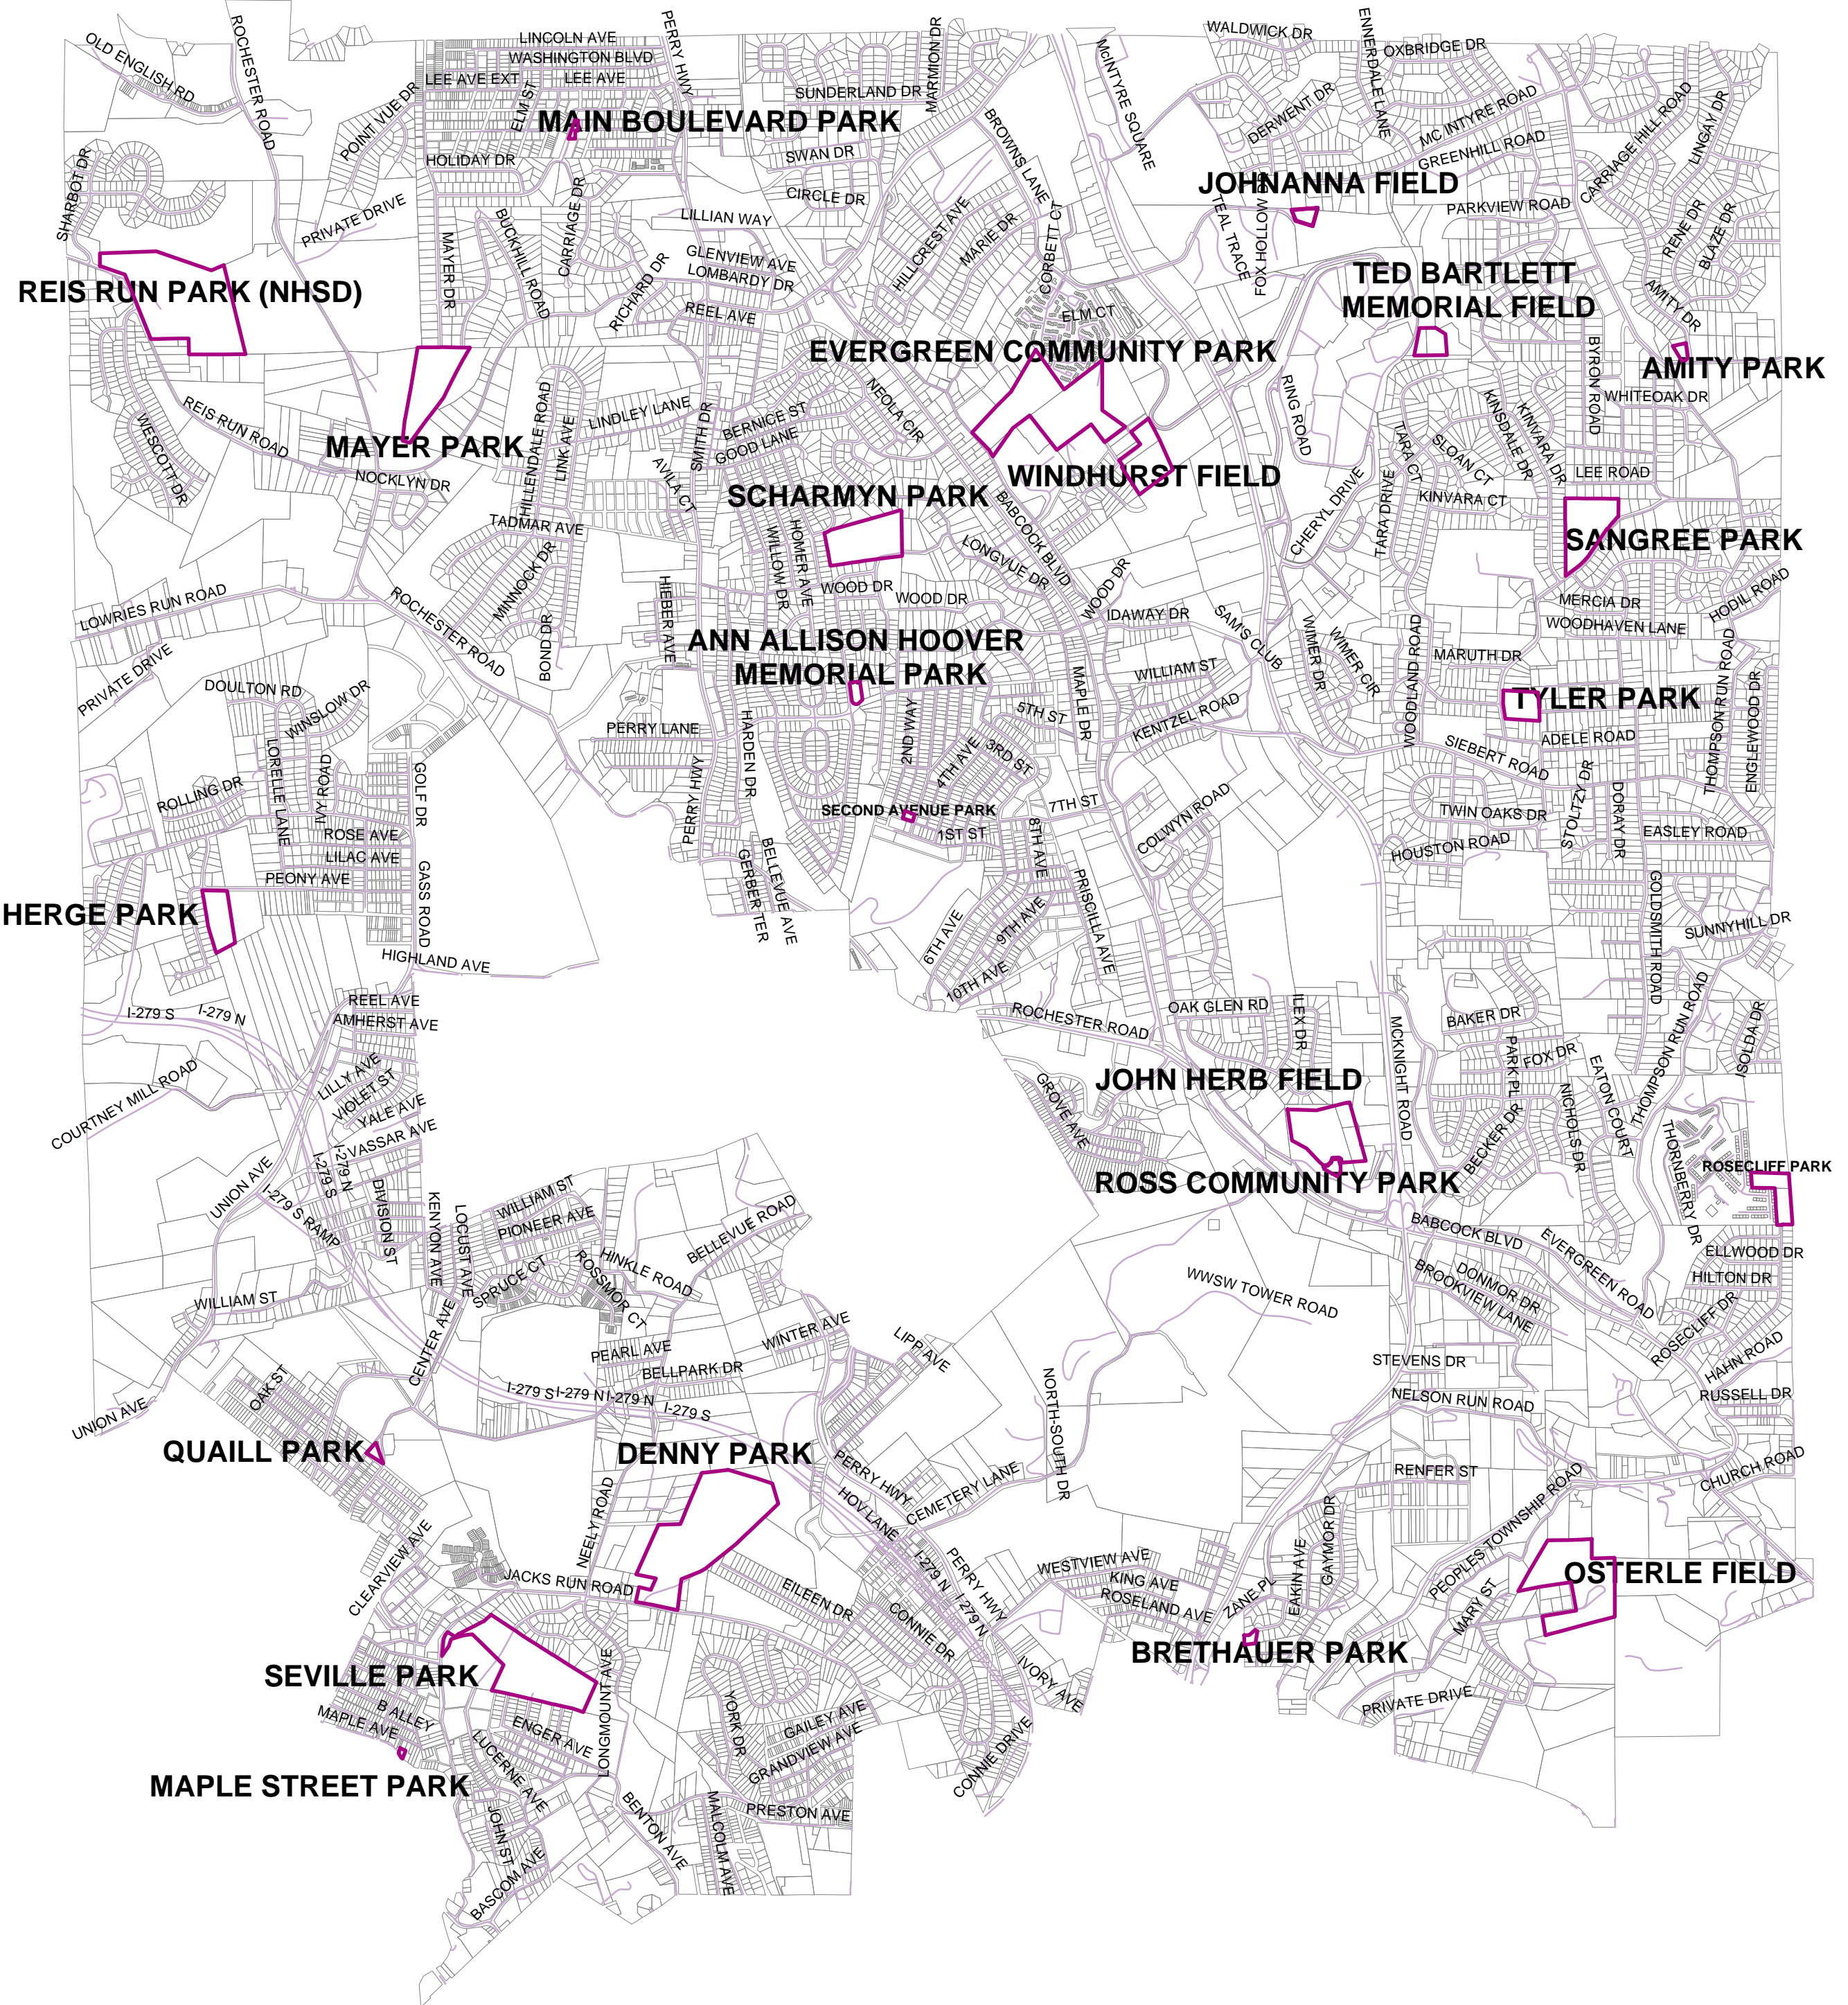 WALDWICK DR
ENNERDALE LANE
OXBRIDGE DR
PERRY HWY
ROCHESTER ROAD
OLD ENGLISH RD
LINCOLN AVE
WASHINGTON BLVD
LEE AVE EXT
LEE AVE
MARMION DR
McINTYRE SQUARE
POINT VUE DR
ELM ST
SUNDERLAND DR
MAIN BOULEVARD PARK
BROWNS LANE
DERWENT DR
MC INTYRE ROAD
GREENHILL ROAD
CARRIAGE HILL ROAD
LINGAY DR
HOLIDAY DR
SWAN DR
SHARBOT DR
CIRCLE DR
CARRIAGE DR
JOHNANNA FIELD
PRIVATE DRIVE
BUCKHILL ROAD
LILLIAN WAY
HILLCREST AVE
MARIE DR
CORBETT CT
TEAL TRACE
FOX HOLLOW DR
PARKVIEW ROAD
RENE DR
BLAZE DR
MAYER DR
GLENVIEW AVE
LOMBARDY DR
RICHARD DR
REIS RUN PARK (NHSD)
TED BARTLETT
MEMORIAL FIELD
AMITY DR
REEL AVE
ELM CT
EVERGREEN COMMUNITY PARK
BYRON ROAD
AMITY PARK
WHITEOAK DR
RING ROAD
WESCOTT DR
REIS RUN ROAD
HILLENDALE ROAD
LINK AVE
LINDLEY LANE
SMITH DR
BERNICE ST
GOOD LANE
NEOLA CIR
KINSDALE DR
KINVARA DR
TARA CT
SLOAN CT
MAYER PARK
NOCKLYN DR
AVILA CT
WINDHURST FIELD
LEE ROAD
SCHARMYN PARK
KINVARA CT
TADMAR AVE
HOMER AVE
WILLOW DR
BABCOCK BLVD
CHERYL DRIVE
TARA DRIVE
SANGREE PARK
MINNOCK DR
LONGVUE DR
WOOD DR
WOOD DR
WOOD DR
HIEBER AVE
ROCHESTER ROAD
LOWRIES RUN ROAD
BOND DR
IDAWAY DR
SAM'S CLUB
MERCIA DR
HODIL ROAD
WOODHAVEN LANE
WIMER DR
WIMER CIR
WOODLAND ROAD
MARUTH DR
PRIVATE DRIVE
ANN ALLISON HOOVER
MEMORIAL PARK
MAPLE DR
WILLIAM ST
THOMPSON RUN ROAD
ENGLEWOOD DR
DOULTON RD
WINSLOW DR
TYLER PARK
KENTZEL ROAD
5TH ST
2ND WAY
PERRY LANE
HARDEN DR
ADELE ROAD
SIEBERT ROAD
LORELLE LANE
IVY ROAD
GOLF DR
3RD ST
4TH AVE
PERRY HWY
ROLLING DR
STOLTZY DR
DORAY DR
SECOND AVENUE PARK
7TH ST
COLWYN ROAD
TWIN OAKS DR
EASLEY ROAD
ROSE AVE
1ST ST
8TH AVE
HOUSTON ROAD
LILAC AVE
PEONY AVE
GASS ROAD
GERBER TER
BELLEVUE AVE
PRISCILLA AVE
GOLDSMITH ROAD
HERGE PARK
6TH AVE
9TH AVE
SUNNYHILL DR
HIGHLAND AVE
10TH AVE
REEL AVE
AMHERST AVE
I-279 S
I-279 N
ROCHESTER ROAD
OAK GLEN RD
ILEX DR
MCKNIGHT ROAD
BAKER DR
THOMPSON RUN ROAD
ISOLDA DR
PARK PL
FOX DR
EATON COURT
LILLY AVE
VIOLET ST
YALE AVE
VASSAR AVE
COURTNEY MILL ROAD
JOHN HERB FIELD
GROVE AVE
NICHOLS DR
BECKER DR
THORNBERRY DR
ROSECLIFF PARK
I-279 N
I-279 S
ROSS COMMUNITY PARK
UNION AVE
I-279 S RAMP
DIVISION ST
KENYON AVE
LOCUST AVE
WILLIAM ST
PIONEER AVE
BELLEVUE ROAD
BABCOCK BLVD
EVERGREEN ROAD
ELLWOOD DR
HILTON DR
SPRUCE CT
ROSSMOR CT
HINKLE ROAD
WWSW TOWER ROAD
DONMOR DR
BROOKVIEW LANE
WILLIAM ST
CENTER AVE
WINTER AVE
LIPP AVE
ROSECLIFF DR
HAHN ROAD
PEARL AVE
BELLPARK DR
STEVENS DR
OAK ST
NORTH-SOUTH DR
NELSON RUN ROAD
RUSSELL DR
UNION AVE
I-279 S
I-279 N
I-279 N
I-279 S
QUAILL PARK
DENNY PARK
PERRY HWY
CEMETERY LANE
RENFER ST
CHURCH ROAD
HOV LANE
NEELY ROAD
PEOPLES TOWNSHIP ROAD
GAYMOR DR
EAKIN AVE
CLEARVIEW AVE
JACKS RUN ROAD
EILEEN DR
I-279 N
PERRY HWY
WESTVIEW AVE
KING AVE
ROSELAND AVE
ZANE PL
OSTERLE FIELD
MARY ST
CONNIE DR
I-279 N
SEVILLE PARK
LONGMOUNT AVE
BRETHAUER PARK
IVORY AVE
PRIVATE DRIVE
B ALLEY
MAPLE AVE
ENGER AVE
LUCERNE AVE
YORK DR
GAILEY AVE
GRANDVIEW AVE
CONNIE DRIVE
MAPLE STREET PARK
JOHN ST
BENTON AVE
MALCOLM AVE
PRESTON AVE
BASCOM AVE